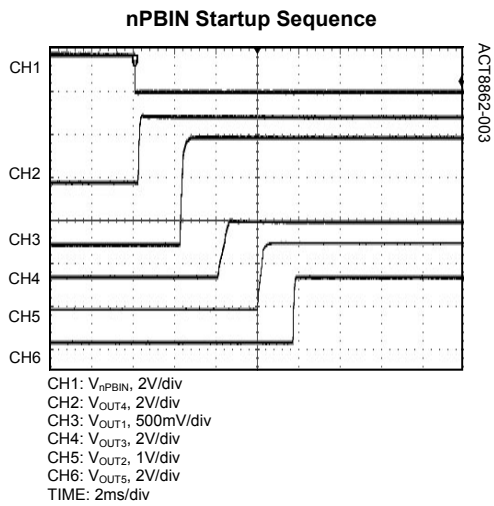 nPBIN Startup Sequence
ACT8862-003
CH1
CH2
CH3
CH4
CH5
CH6
CH1: VnPBIN, 2V/div
CH2: VOUT4, 2V/div
CH3: VOUT1, 500mV/div
CH4: VOUT3, 2V/div
CH5: VOUT2, 1V/div
CH6: VOUT5, 2V/div
TIME: 2ms/div